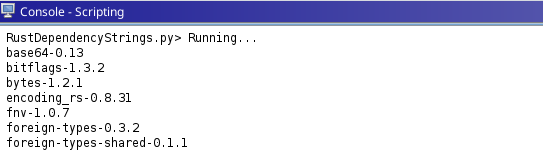 Console - Scripting
RustDependencyStrings.py> Running...
base64-0.13
bitflags-1.3.2
bytes-1.2.1
encoding_rs-0.8.31
fnv-1.0.7
foreign-types-0.3.2
foreign-types-shared-0.1.1